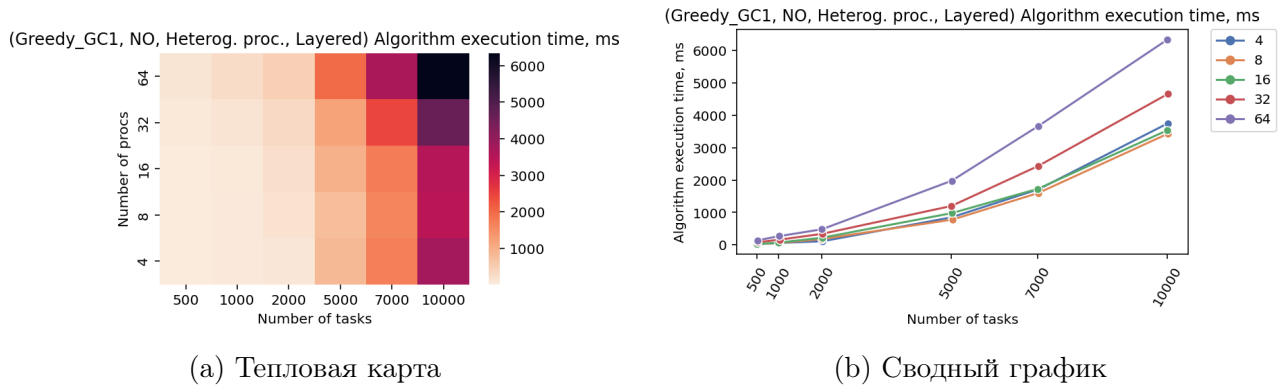 (Greedy_GC1, NO, Heterog. proc., Layered) Algorithm execution time, ms
Number of procs
64
32
16
8
4
500 1000 2000 5000 7000 10000
Number of tasks
6000
5000
4000
3000
2000
1000
(a) Тепловая карта
(Greedy_GC1, NO, Heterog. proc., Layered) Algorithm execution time, ms
Algorithm execution time, ms
6000
5000
4000
3000
2000
1000
0
500 1000 2000 5000 7000 10000
Number of tasks
4
8
16
32
64
(b) Сводный график